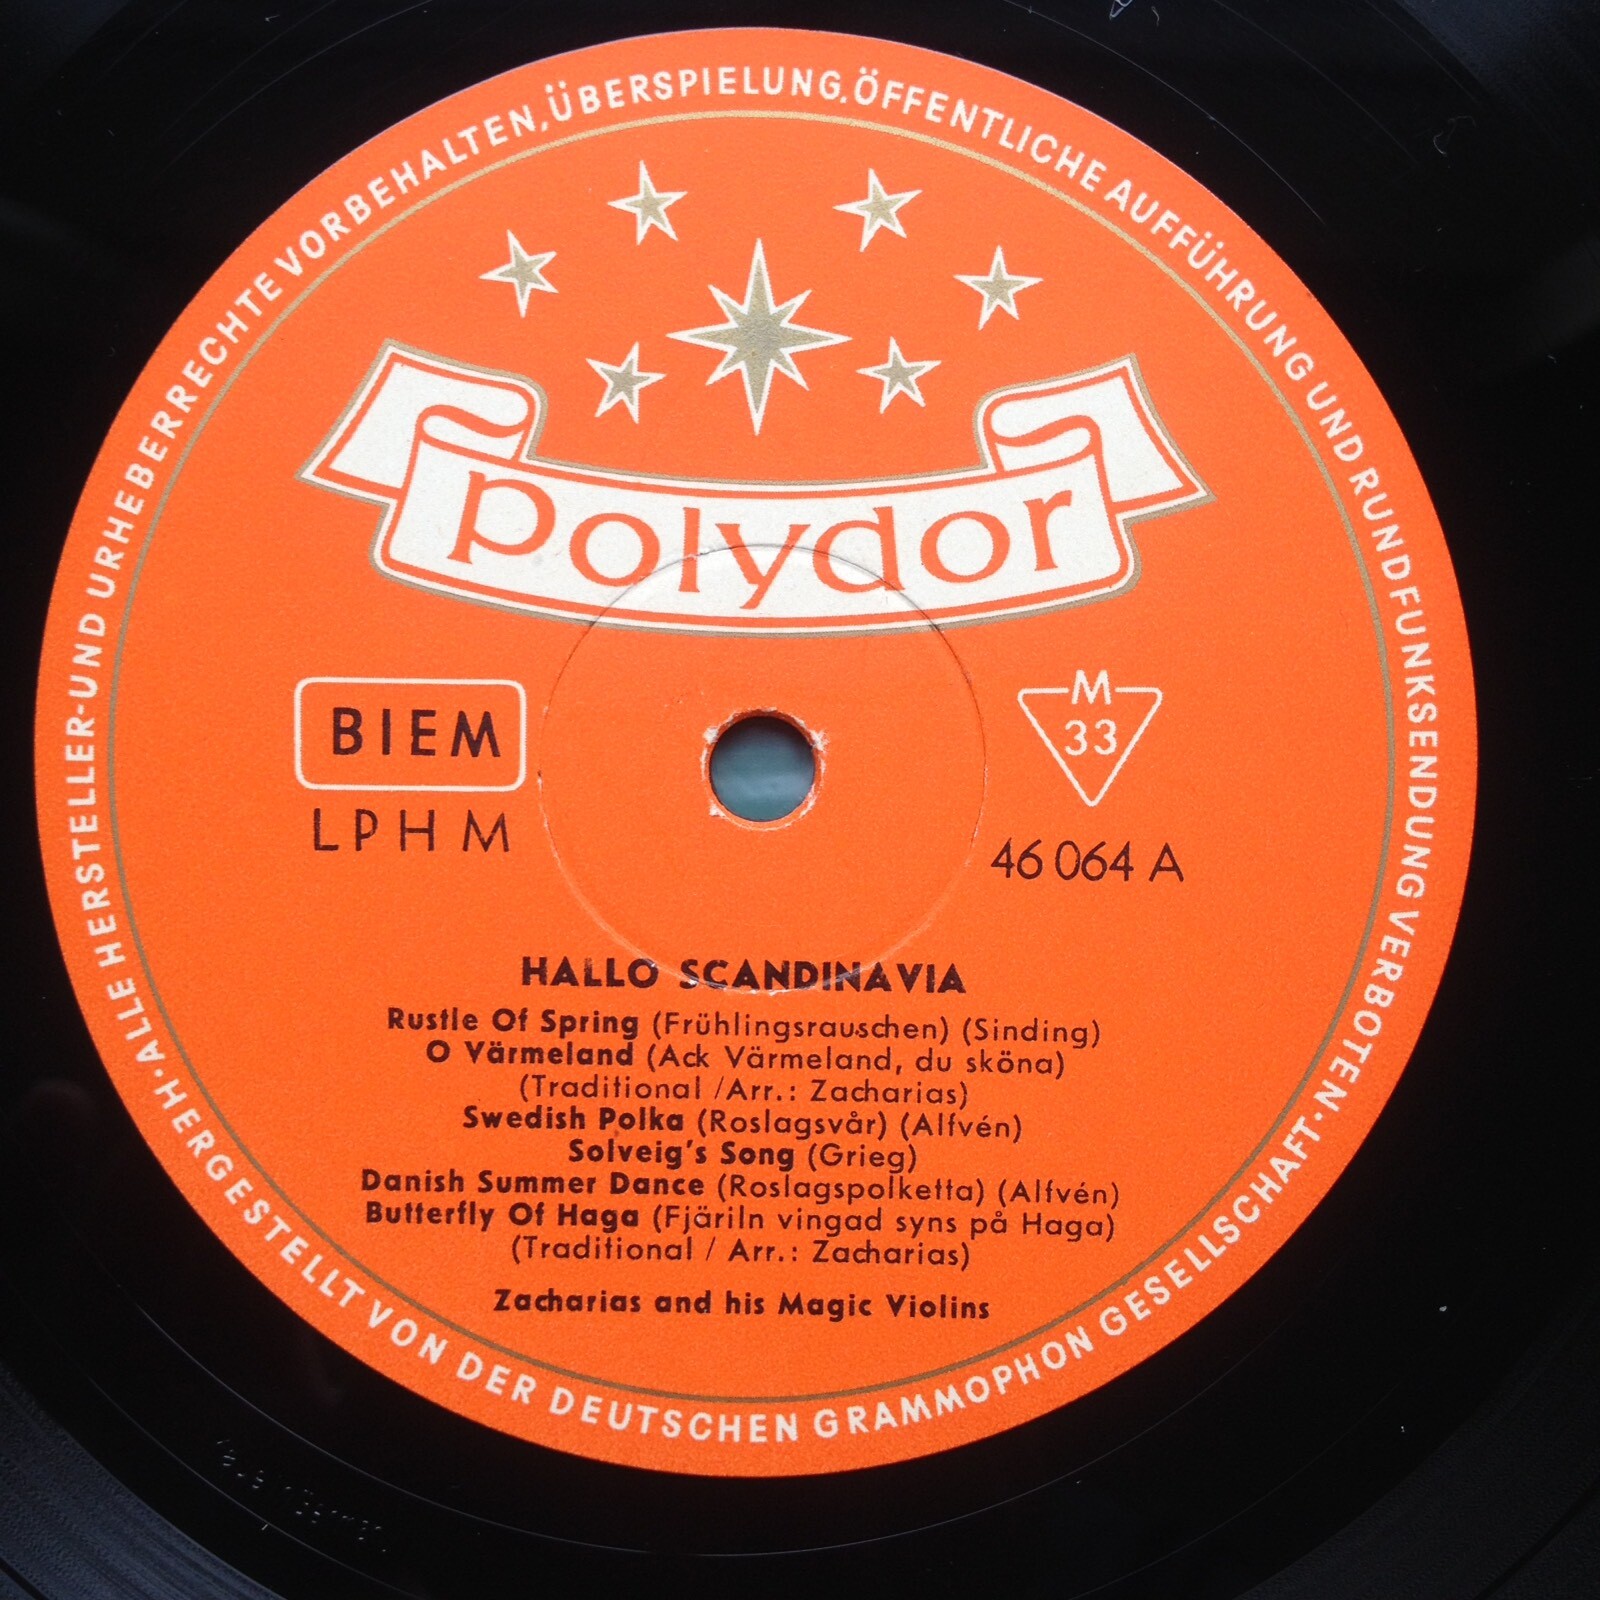 ALLE HERSTELLER-UND URHEBERRECHTE VORBEHALTEN, ÜBERSPIELUNG, ÖFFENTLICHE AUFFÜHRUNG UND RUNDFUNKSENDUNG VERBOTEN·
HERGESTELLT VON DER DEUTSCHEN GRAMMOPHON GESELLSCHAFT·
polydor
BIEM
LPHM
M
33
46 064 A
HALLO SCANDINAVIA
Rustle Of Spring (Frühlingsrauschen) (Sinding)
O Värmeland (Ack Värmeland, du sköna)
(Traditional /Arr.: Zacharias)
Swedish Polka (Roslagsvår) (Alfvén)
Solveig's Song (Grieg)
Danish Summer Dance (Roslagspolketta) (Alfvén)
Butterfly Of Haga (Fjäriln vingad syns på Haga)
(Traditional / Arr.: Zacharias)
Zacharias and his Magic Violins